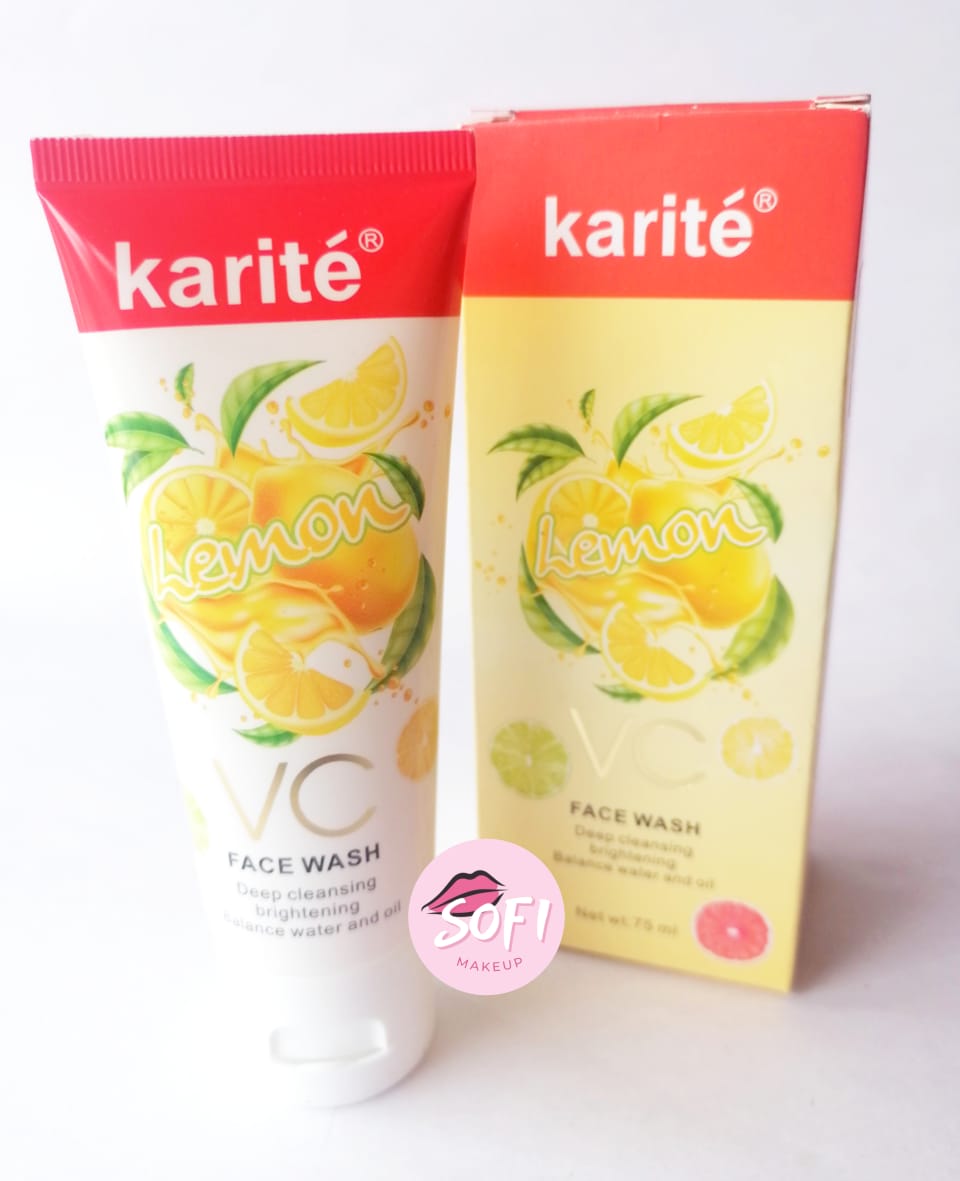 karité®
Lemon
VC
FACE WASH
Deep cleansing
brightening
Balance water and oil
karité®
Lemon
VC
FACE WASH
Deep cleansing
brightening
Balance water and oil
Net wt. 75 ml
SOFI
MAKEUP